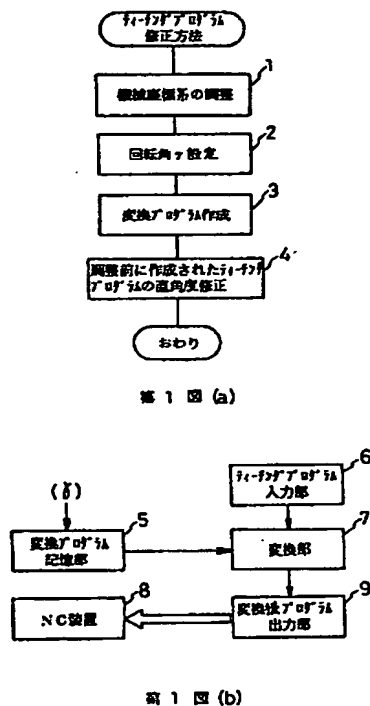 ティーチングプログラム
修正方法
1
機械座標系の調整
2
回転角γ設定
3
変換プログラム作成
4
調整前に作成されたティーチング
プログラムの直角度修正
おわり
第 1 図 (a)
6
ティーチングプログラム
入力部
(γ)
5
変換プログラム
記憶部
7
変換部
8
NC装置
9
変換後プログラム
出力部
第 1 図 (b)